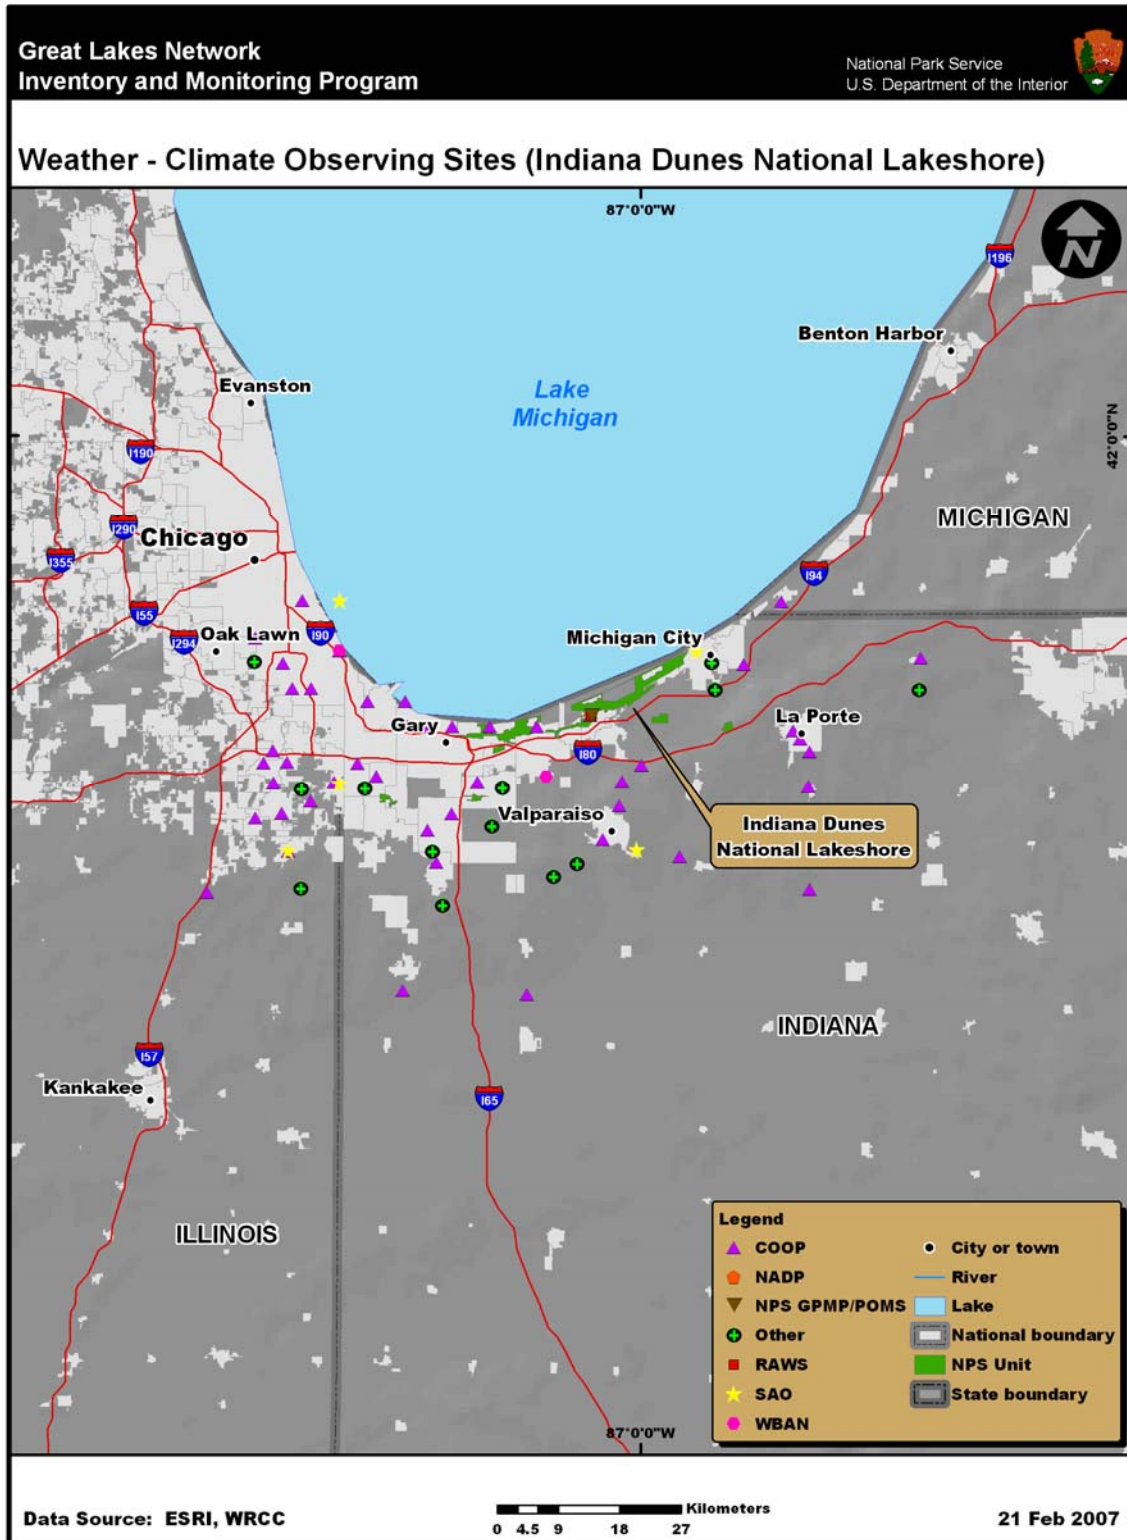 Great Lakes Network
Inventory and Monitoring Program
National Park Service
U.S. Department of the Interior
Weather - Climate Observing Sites (Indiana Dunes National Lakeshore)
87°0'0"W
N
I196
Benton Harbor
Evanston
Lake
Michigan
42°0'0"N
I190
MICHIGAN
I290
Chicago
I355
I94
I55
Oak Lawn
I90
I294
Michigan City
Gary
La Porte
I80
Valparaiso
Indiana Dunes
National Lakeshore
INDIANA
I57
Kankakee
I65
ILLINOIS
Legend
COOP
NADP
NPS GPMP/POMS
Other
RAWS
SAO
WBAN
City or town
River
Lake
National boundary
NPS Unit
State boundary
87°0'0"W
Data Source: ESRI, WRCC
Kilometers
0 4.5 9 18 27
21 Feb 2007